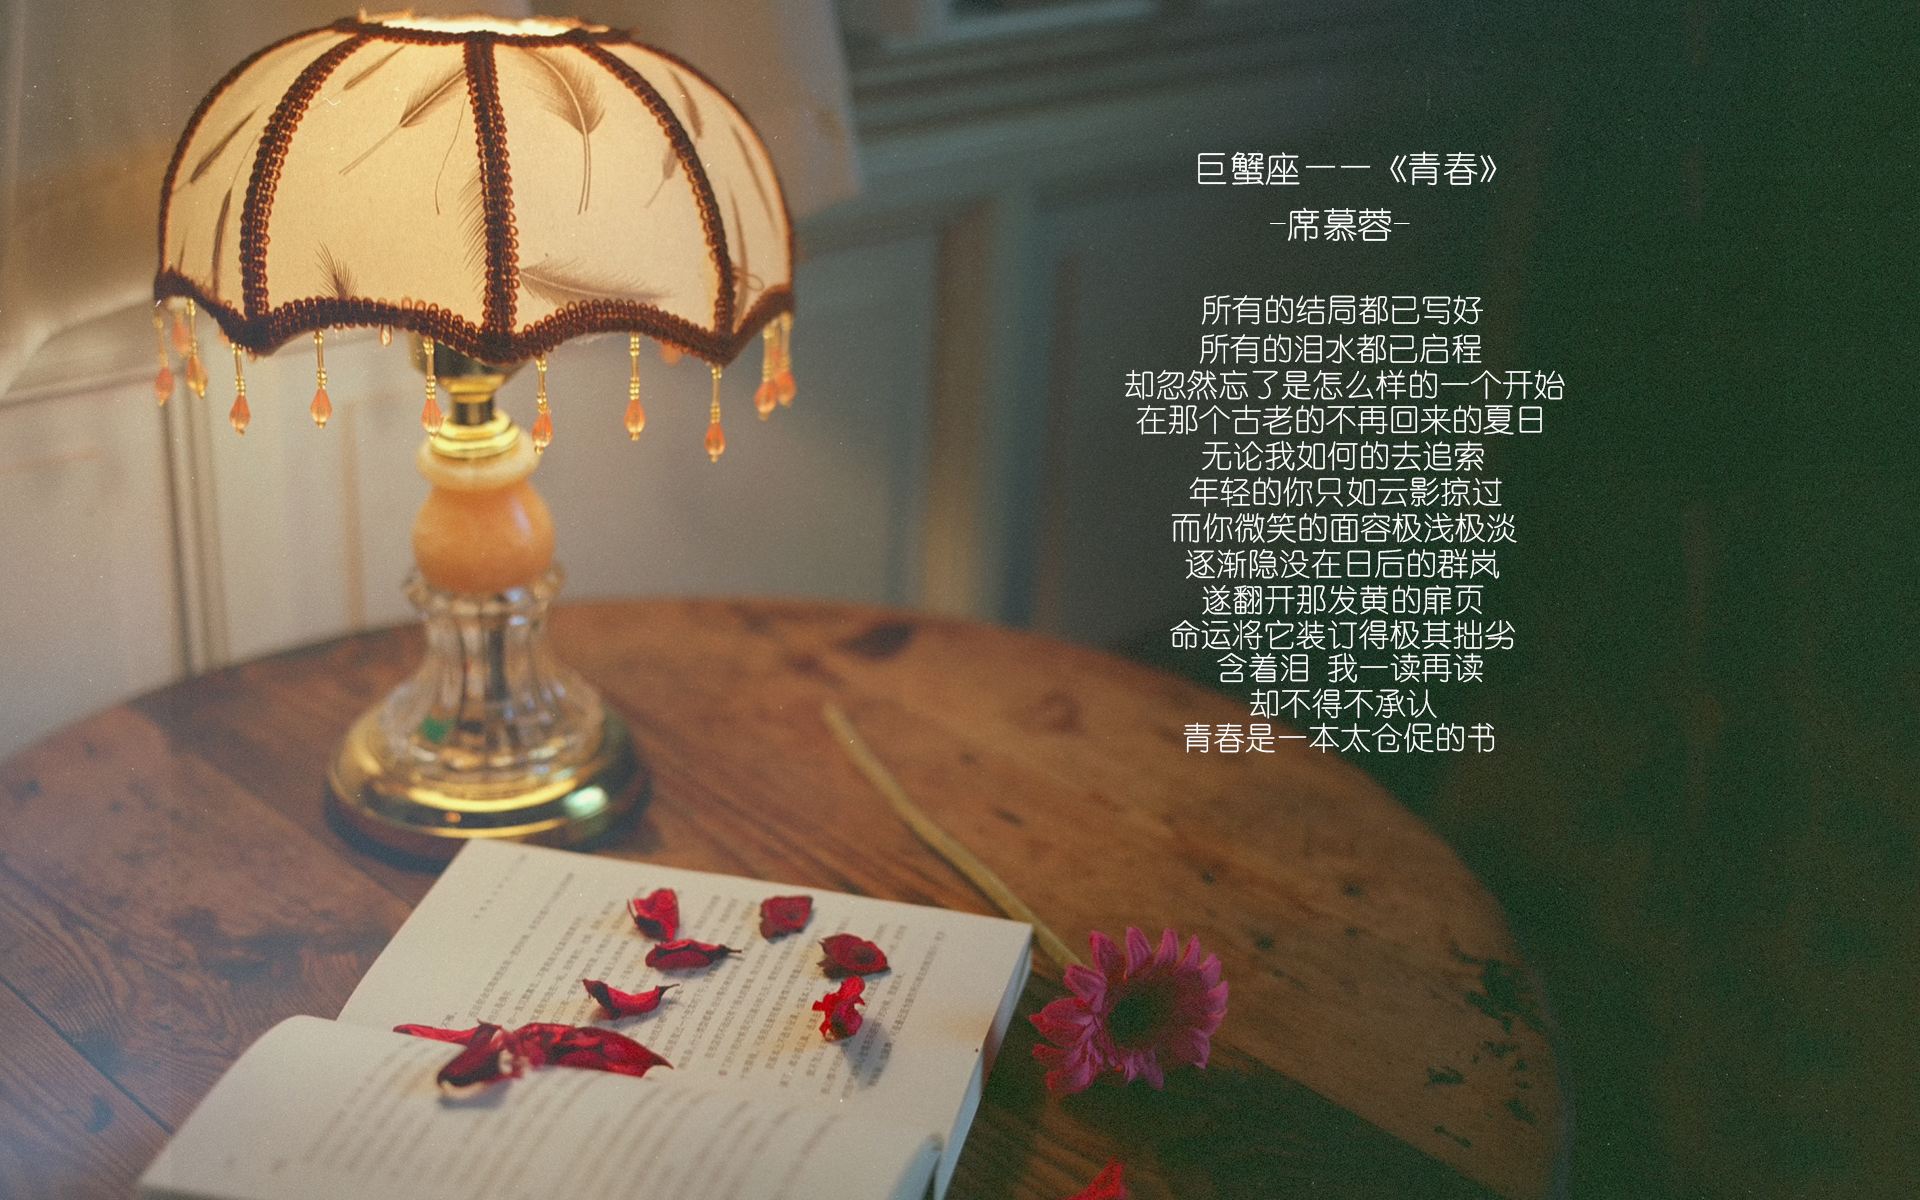 巨蟹座一一《青春》
-席慕蓉-
所有的结局都已写好
所有的泪水都已启程
却忽然忘了是怎么样的一个开始
在那个古老的不再回来的夏日
无论我如何的去追索
年轻的你只如云影掠过
而你微笑的面容极浅极淡
逐渐隐没在日后的群岚
遂翻开那发黄的扉页
命运将它装订得极其拙劣
含着泪 我一读再读
却不得不承认
青春是一本太仓促的书